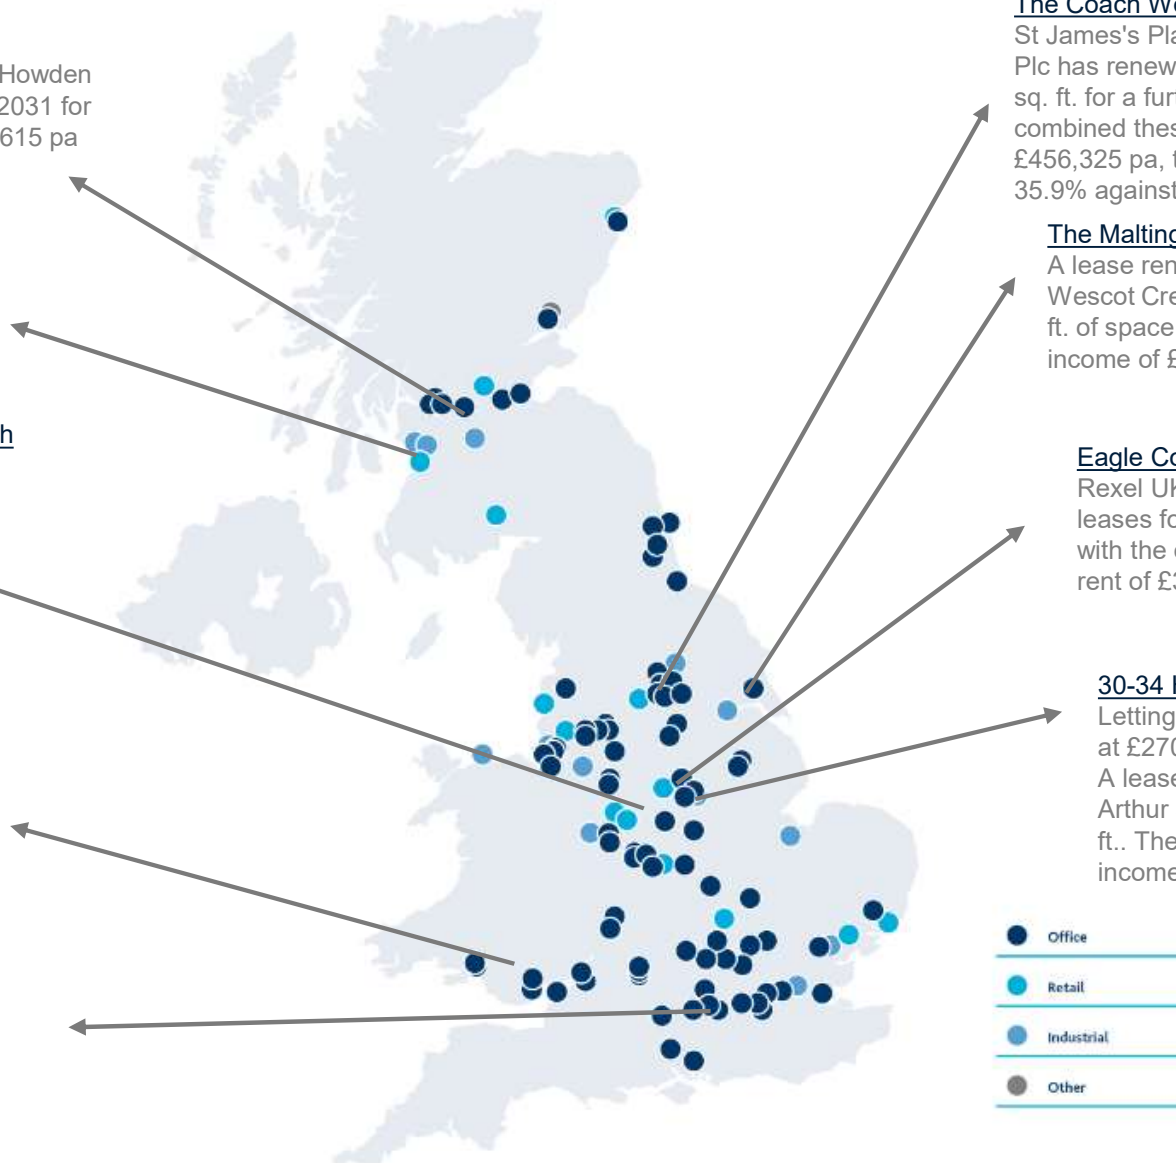 Howden
2031 for
615 pa
h
The Coach Wo
St James's Pla
Plc has renew
sq. ft. for a fur
combined thes
£456,325 pa, t
35.9% against
The Malting
A lease ren
Wescot Cre
ft. of space
income of £
Eagle Co
Rexel UK
leases fo
with the
rent of £3
30-34 H
Letting
at £270
A lease
Arthur
ft.. The
income
Office
Retail
Industrial
Other